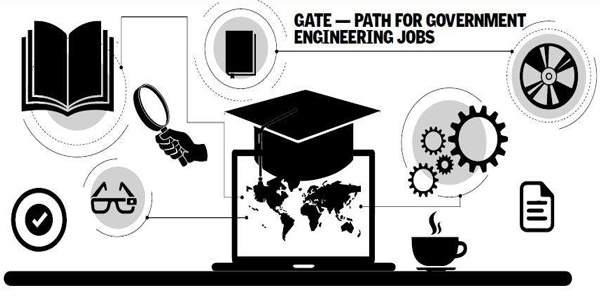 GATE — PATH FOR GOVERNMENT
ENGINEERING JOBS